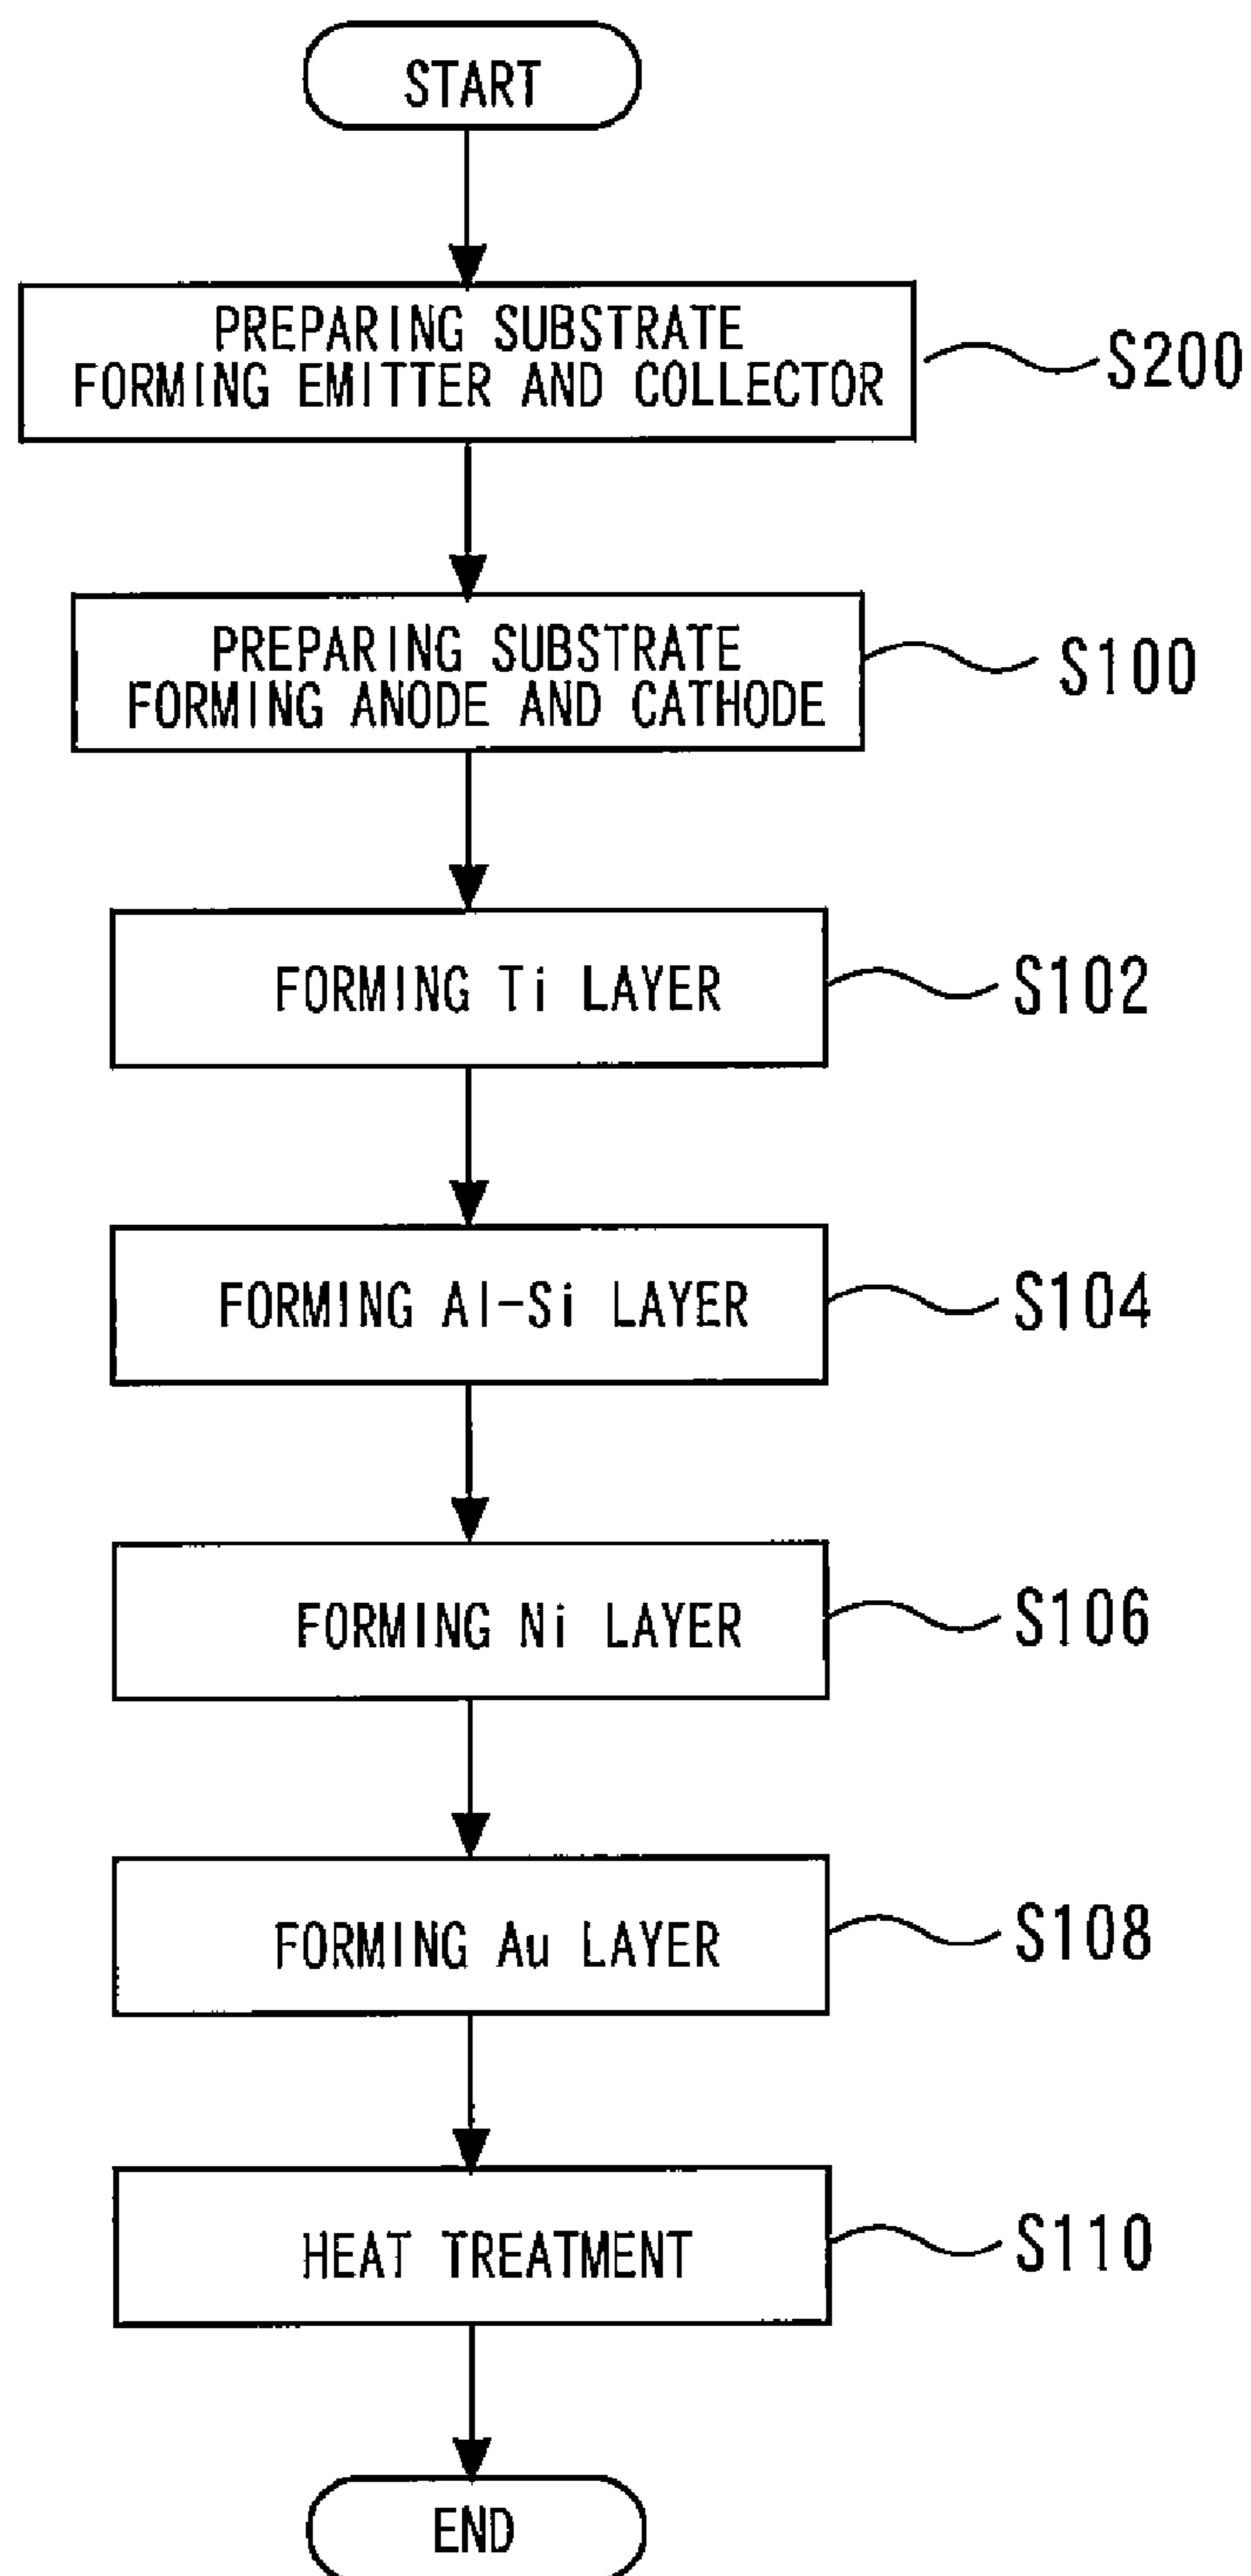 START
PREPARING SUBSTRATE
FORMING EMITTER AND COLLECTOR
S200
PREPARING SUBSTRATE
FORMING ANODE AND CATHODE
S100
FORMING Ti LAYER
S102
FORMING Al-Si LAYER
S104
FORMING Ni LAYER
S106
FORMING Au LAYER
S108
HEAT TREATMENT
S110
END